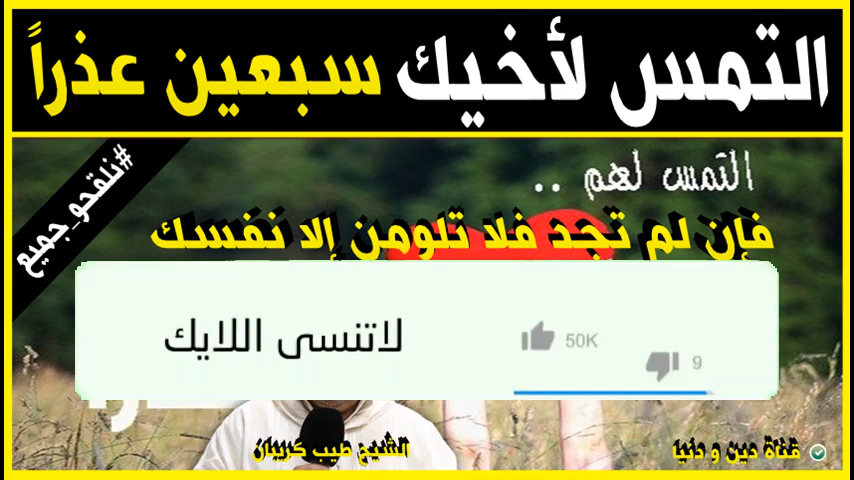 التمس لأخيك سبعين عذراً
#نلقحو_جميع
التمس لهم ..
فإن لم تجد فلا تلومن إلا نفسك
لاتنسى اللايك
50K
9
الشيخ طيب كريبان
قناة دين و دنيا